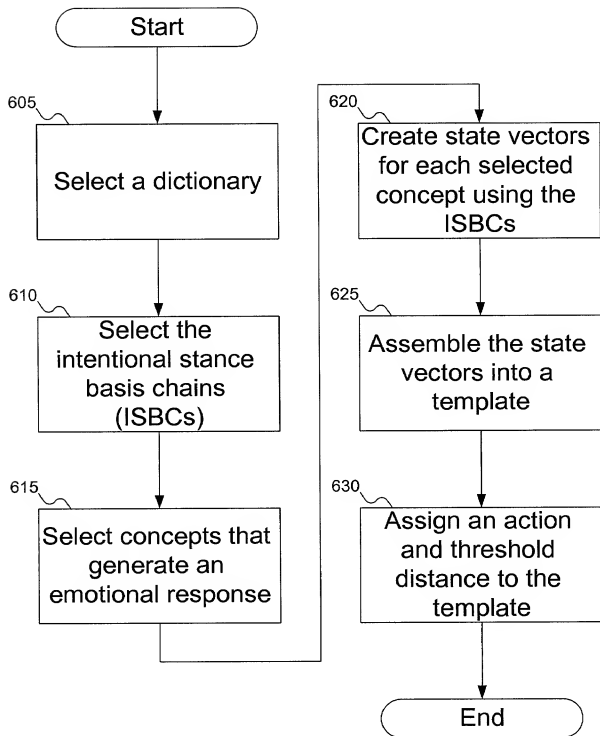 Start
605
Select a dictionary
610
Select the
intentional stance
basis chains
(ISBCs)
615
Select concepts that
generate an
emotional response
620
Create state vectors
for each selected
concept using the
ISBCs
625
Assemble the state
vectors into a
template
630
Assign an action
and threshold
distance to the
template
End